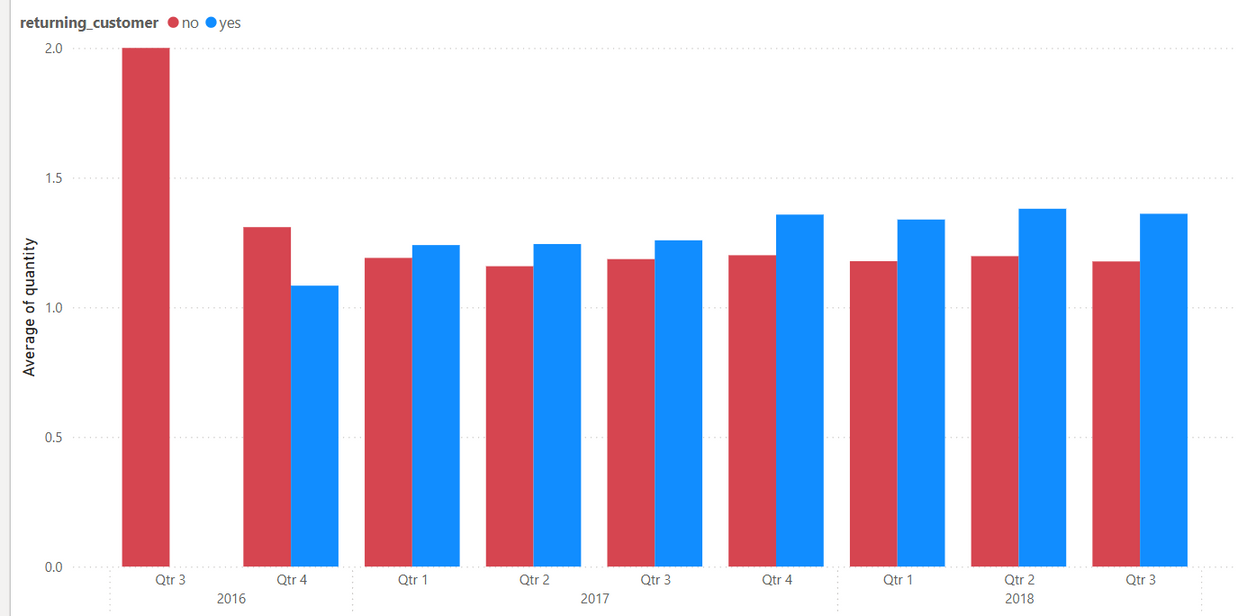 returning_customer no yes
2.0
1.5
1.0
0.5
0.0
Average of quantity
Qtr 3 Qtr 4 Qtr 1 Qtr 2 Qtr 3 Qtr 4 Qtr 1 Qtr 2 Qtr 3
2016 2017 2018